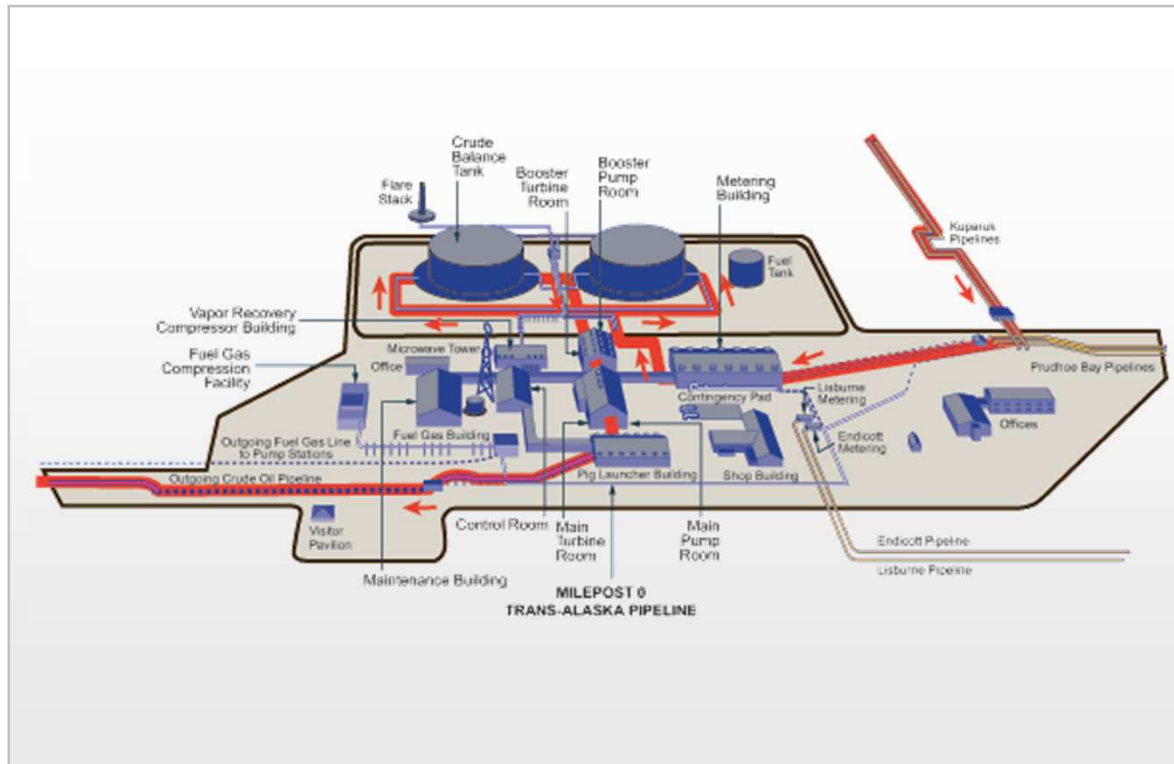 Crude
Balance
Tank
Flare
Stack
Booster
Turbine
Room
Booster
Pump
Room
Metering
Building
Kuparuk
Pipelines
Fuel
Tank
Vapor Recovery
Compressor Building
Fuel Gas
Compression
Facility
Microwave Tower
Office
Prudhoe Bay Pipelines
Lisburne
Metering
Contingency Pad
Offices
Endicott
Metering
Fuel Gas Building
Outgoing Fuel Gas Line
to Pump Stations
Pig Launcher Building
Shop Building
Outgoing Crude Oil Pipeline
Visitor
Pavilion
Control Room
Main
Turbine
Room
Main
Pump
Room
Endicott Pipeline
Lisburne Pipeline
Maintenance Building
MILEPOST 0
TRANS-ALASKA PIPELINE